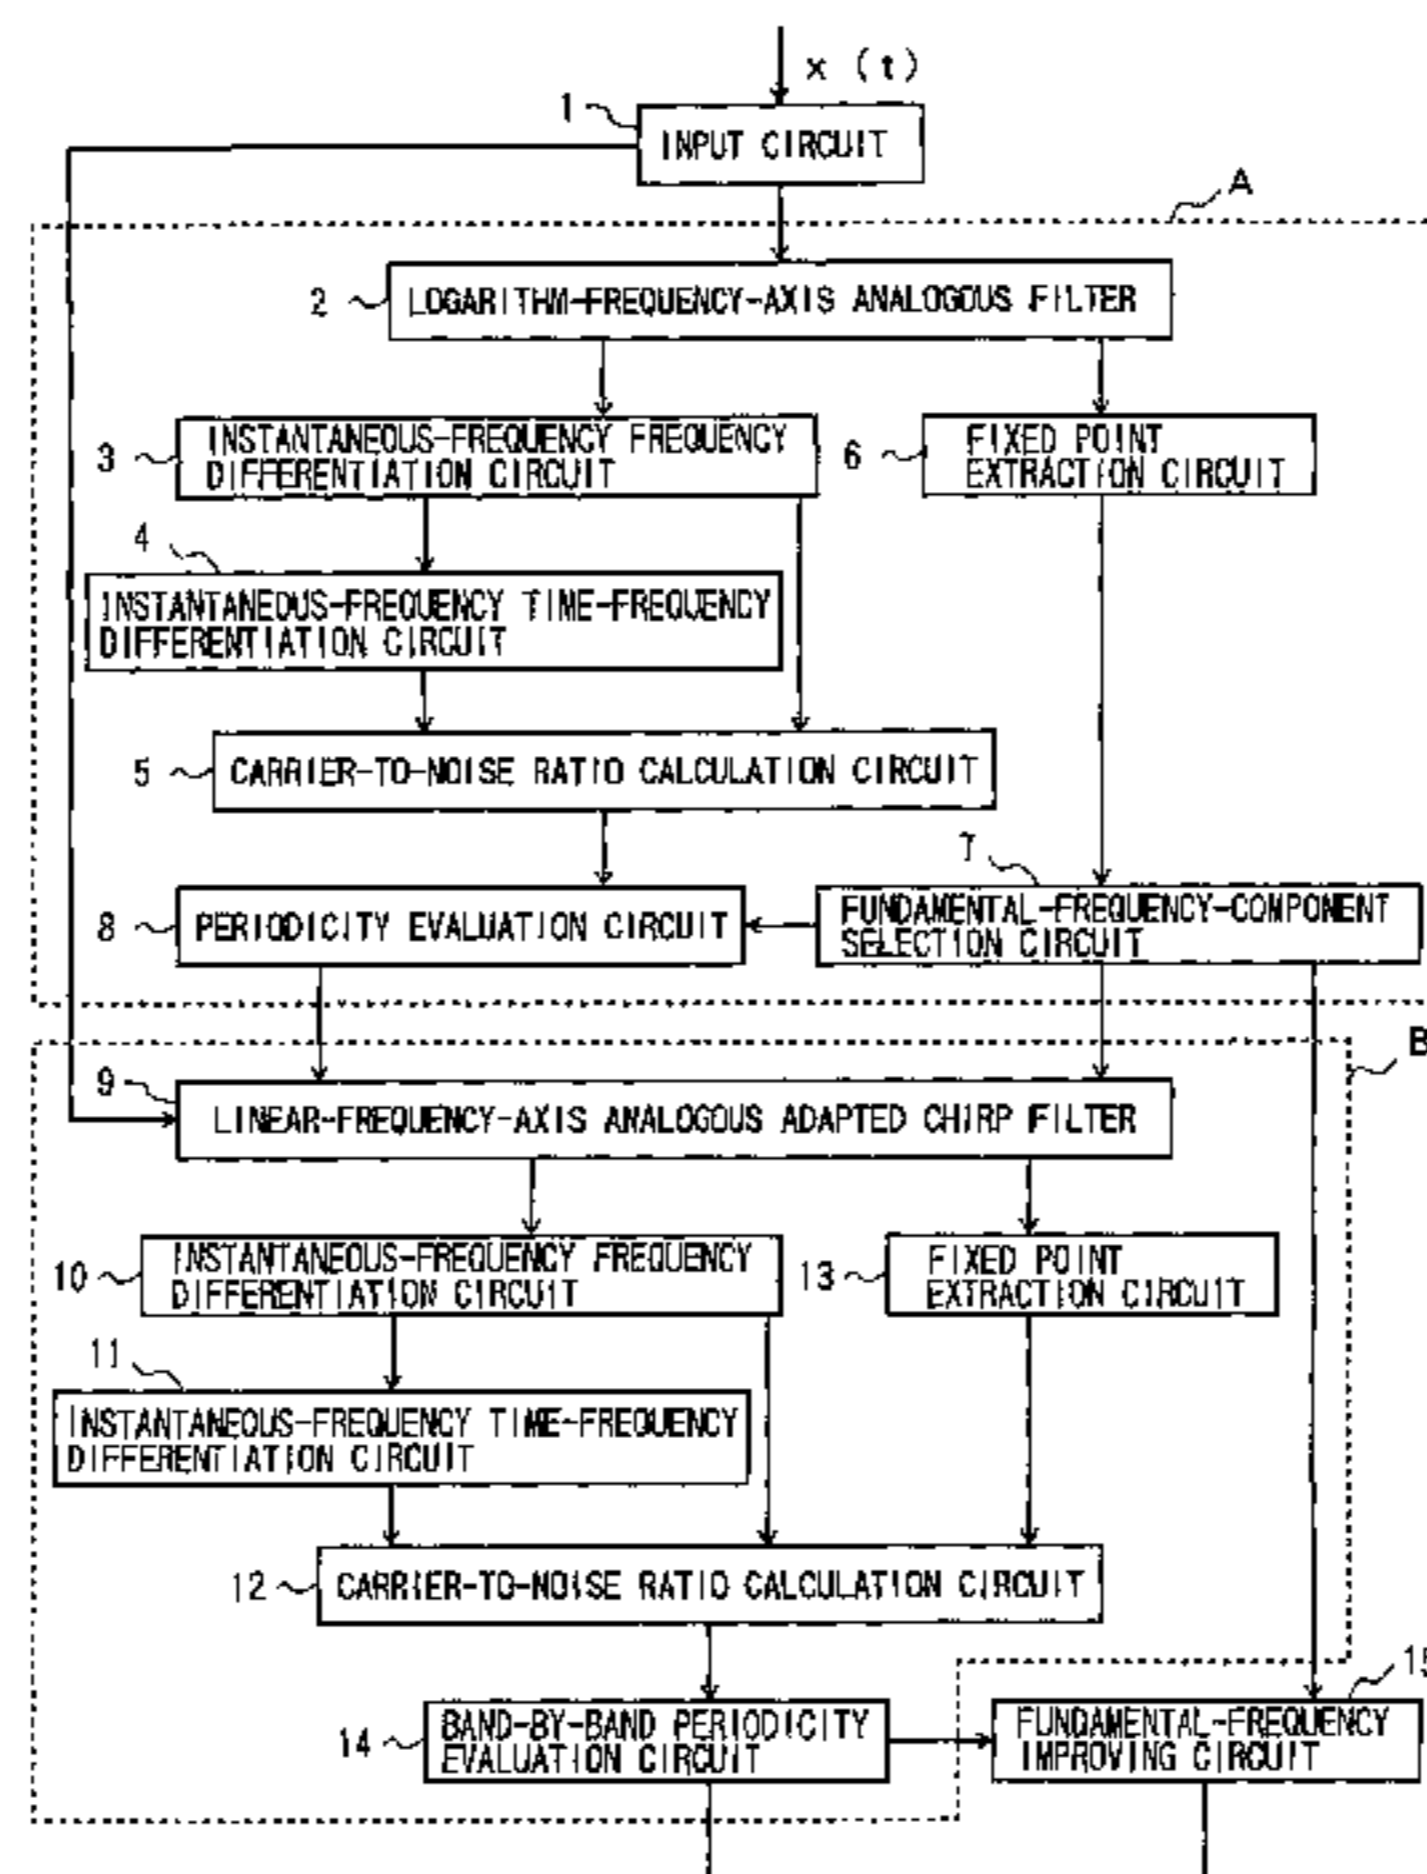 x (t)
1
INPUT CIRCUIT
A
2
LOGARITHM-FREQUENCY-AXIS ANALOGOUS FILTER
3
INSTANTANEOUS-FREQUENCY FREQUENCY
DIFFERENTIATION CIRCUIT
6
FIXED POINT
EXTRACTION CIRCUIT
4
INSTANTANEOUS-FREQUENCY TIME-FREQUENCY
DIFFERENTIATION CIRCUIT
5
CARRIER-TO-NOISE RATIO CALCULATION CIRCUIT
7
8
PERIODICITY EVALUATION CIRCUIT
FUNDAMENTAL-FREQUENCY-COMPONENT
SELECTION CIRCUIT
B
9
LINEAR-FREQUENCY-AXIS ANALOGOUS ADAPTED CHIRP FILTER
10
INSTANTANEOUS-FREQUENCY FREQUENCY
DIFFERENTIATION CIRCUIT
13
FIXED POINT
EXTRACTION CIRCUIT
11
INSTANTANEOUS-FREQUENCY TIME-FREQUENCY
DIFFERENTIATION CIRCUIT
12
CARRIER-TO-NOISE RATIO CALCULATION CIRCUIT
15
14
BAND-BY-BAND PERIODICITY
EVALUATION CIRCUIT
FUNDAMENTAL-FREQUENCY
IMPROVING CIRCUIT